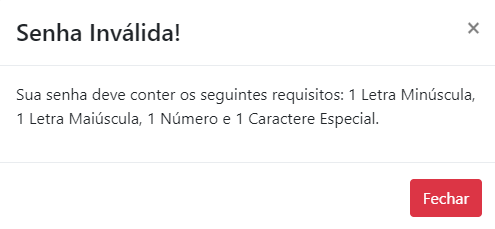 Senha Inválida!
×
Sua senha deve conter os seguintes requisitos: 1 Letra Minúscula,
1 Letra Maiúscula, 1 Número e 1 Caractere Especial.
Fechar